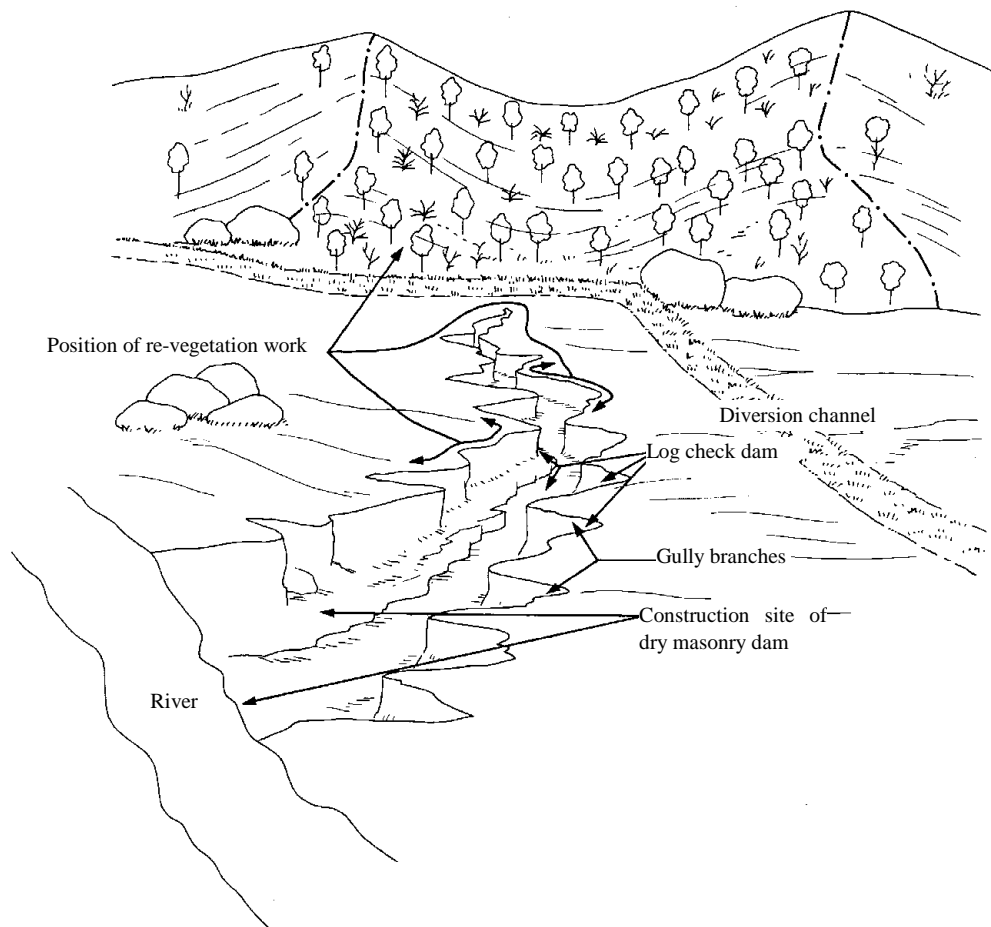 Position of re-vegetation work
Diversion channel
Log check dam
Gully branches
Construction site of
dry masonry dam
River